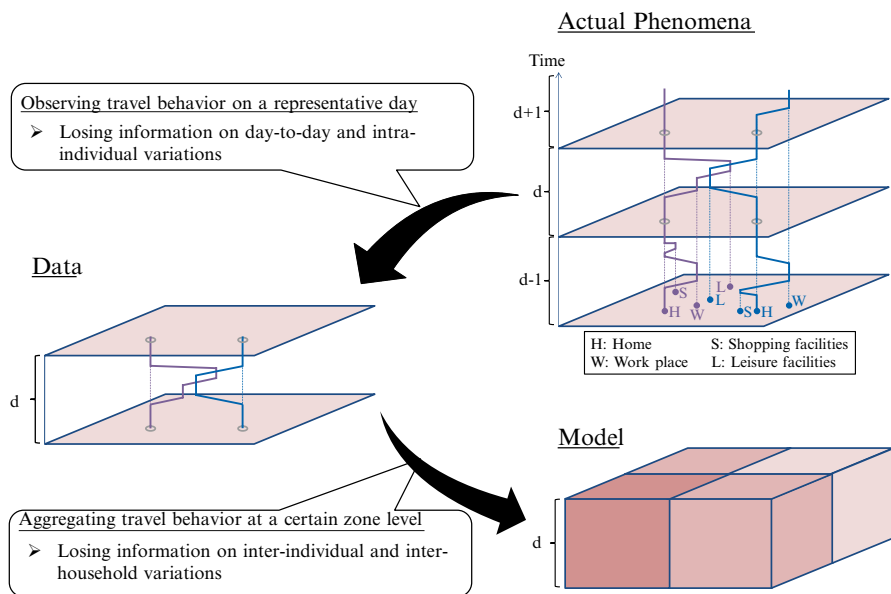 Actual Phenomena
Time
Observing travel behavior on a representative day
➢ Losing information on day-to-day and intra-
individual variations
d+1
d
d-1
S
H
W
L
L
S
H
W
H: Home S: Shopping facilities
W: Work place L: Leisure facilities
Data
d
Model
d
Aggregating travel behavior at a certain zone level
➢ Losing information on inter-individual and inter-
household variations